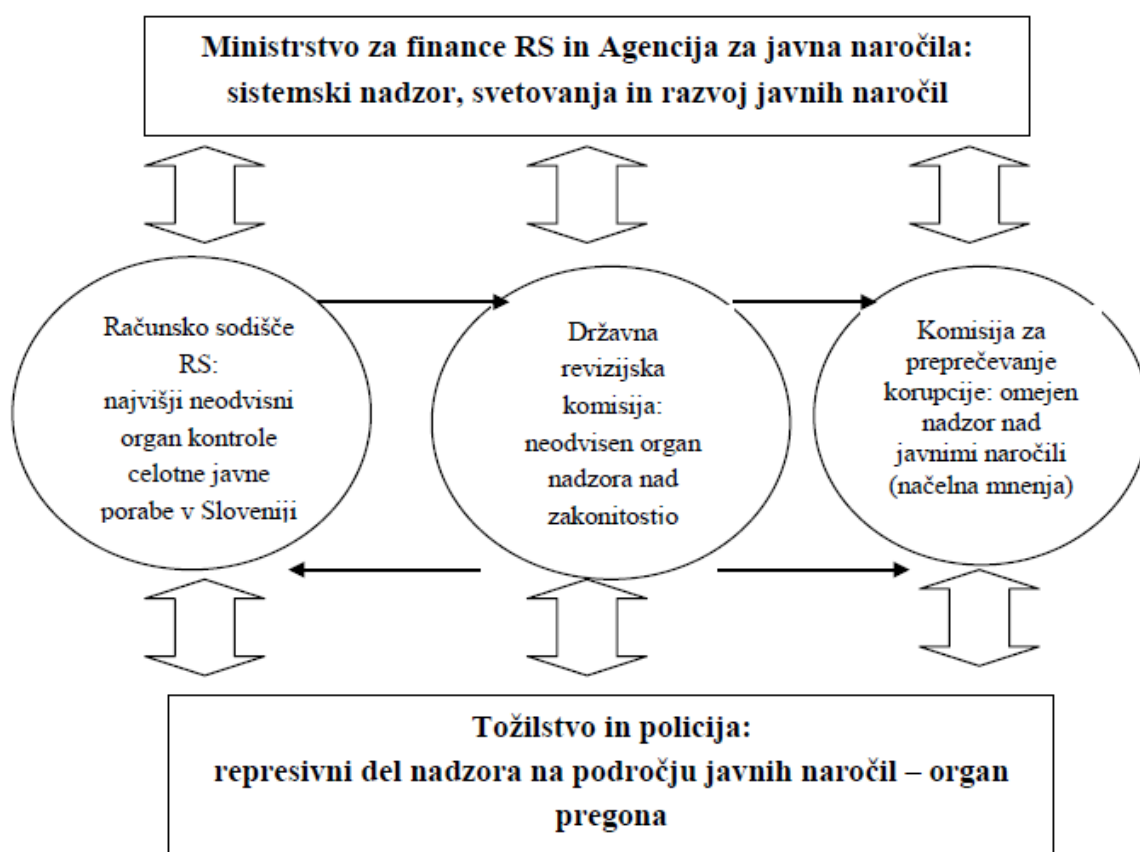 Ministrstvo za finance RS in Agencija za javna naročila:
sistemski nadzor, svetovanja in razvoj javnih naročil
Računsko sodišče
RS:
najvišji neodvisni
organ kontrole
celotne javne
porabe v Sloveniji
Državna
revizijska
komisija:
neodvisen organ
nadzora nad
zakonitostjo
Komisija za
preprečevanje
korupcije: omejen
nadzor nad
javnimi naročili
(načelna mnenja)
Tožilstvo in policija:
represivni del nadzora na področju javnih naročil – organ
pregona